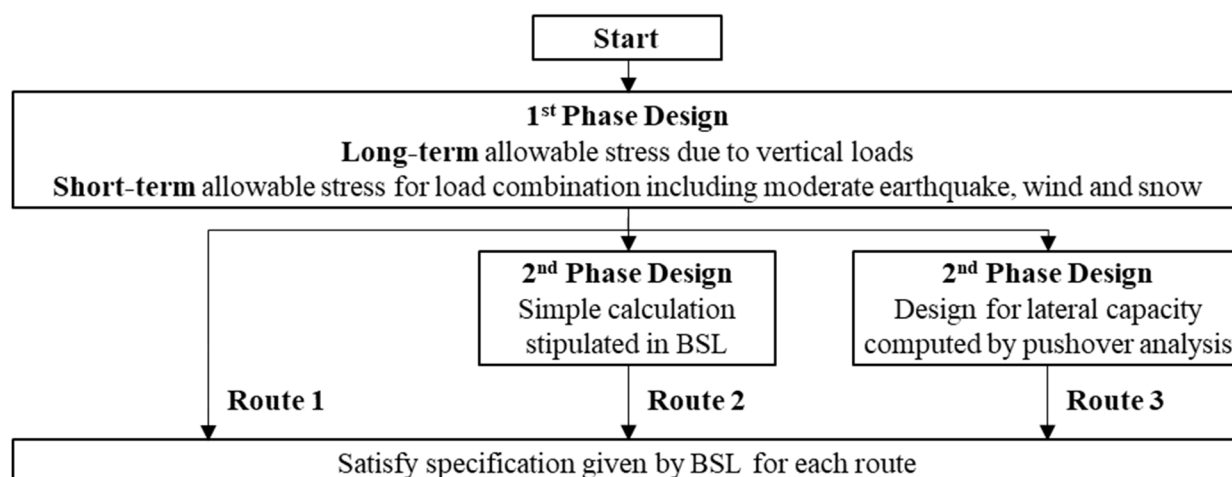 Start
1st Phase Design
Long-term allowable stress due to vertical loads
Short-term allowable stress for load combination including moderate earthquake, wind and snow
2nd Phase Design
Simple calculation
stipulated in BSL
2nd Phase Design
Design for lateral capacity
computed by pushover analysis
Route 1
Route 2
Route 3
Satisfy specification given by BSL for each route